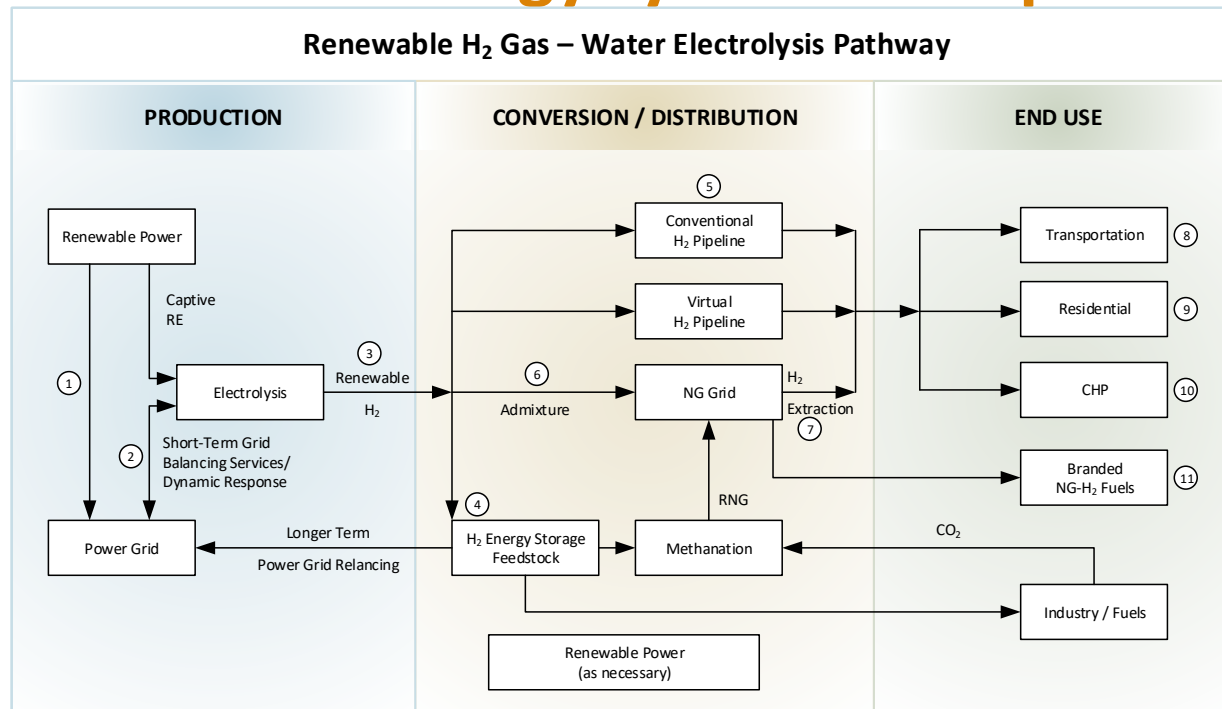 Renewable H₂ Gas – Water Electrolysis Pathway
PRODUCTION
CONVERSION / DISTRIBUTION
END USE
Renewable Power
Captive
RE
1
Electrolysis
3
Renewable
H₂
2
Short-Term Grid
Balancing Services/
Dynamic Response
Power Grid
Longer Term
Power Grid Relancing
5
Conventional
H₂ Pipeline
Virtual
H₂ Pipeline
6
Admixture
NG Grid
H₂
Extraction
7
RNG
4
H₂ Energy Storage
Feedstock
Methanation
Renewable Power
(as necessary)
Transportation
8
Residential
9
CHP
10
Branded
NG-H₂ Fuels
11
CO₂
Industry / Fuels